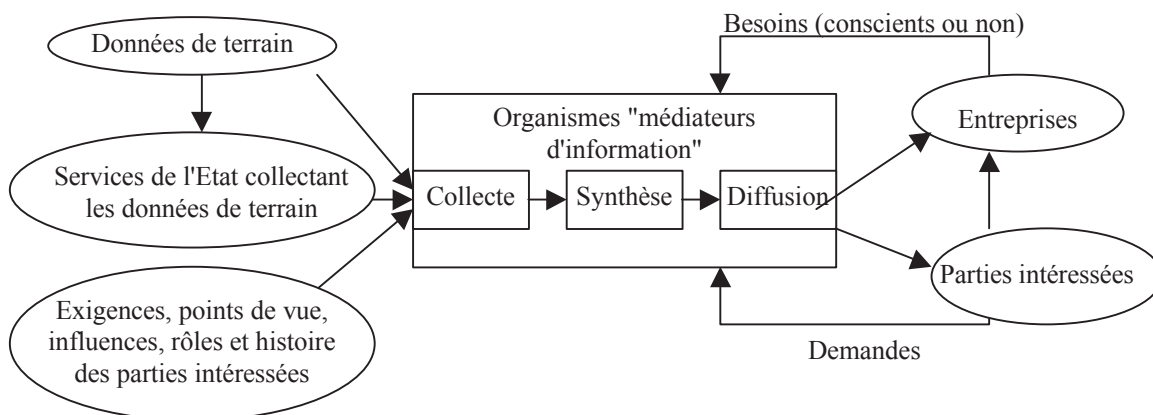 Données de terrain
Besoins (conscients ou non)
Organismes "médiateurs
d'information"
Entreprises
Services de l'Etat collectant
les données de terrain
Collecte
Synthèse
Diffusion
Parties intéressées
Exigences, points de vue,
influences, rôles et histoire
des parties intéressées
Demandes